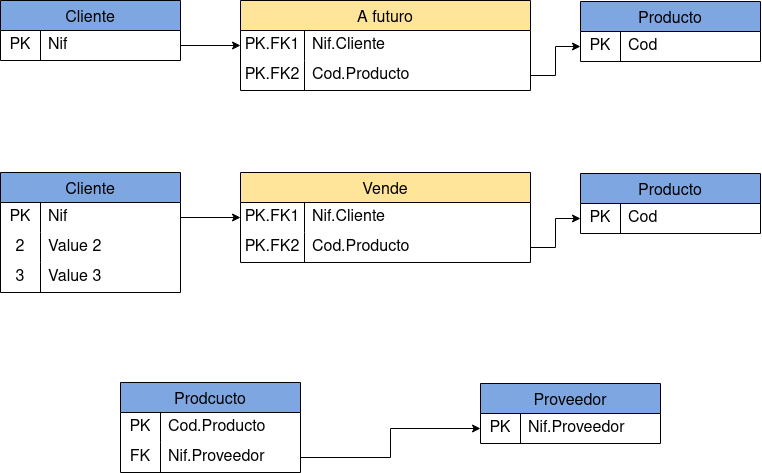 Cliente
PK Nif
A futuro
PK.FK1 Nif.Cliente
PK.FK2 Cod.Producto
Producto
PK Cod
Cliente
PK Nif
2 Value 2
3 Value 3
Vende
PK.FK1 Nif.Cliente
PK.FK2 Cod.Producto
Producto
PK Cod
Prodcucto
PK Cod.Producto
FK Nif.Proveedor
Proveedor
PK Nif.Proveedor